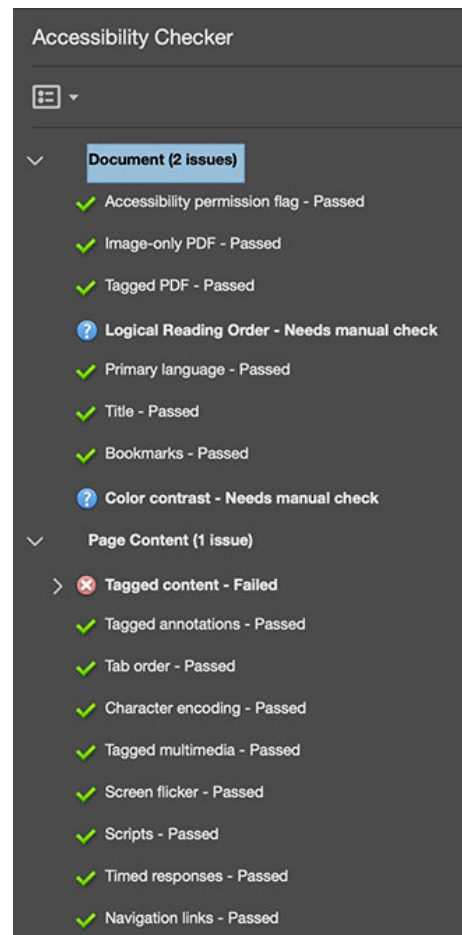 Accessibility Checker
Document (2 issues)
Accessibility permission flag - Passed
Image-only PDF - Passed
Tagged PDF - Passed
Logical Reading Order - Needs manual check
Primary language - Passed
Title - Passed
Bookmarks - Passed
Color contrast - Needs manual check
Page Content (1 issue)
Tagged content - Failed
Tagged annotations - Passed
Tab order - Passed
Character encoding - Passed
Tagged multimedia - Passed
Screen flicker - Passed
Scripts - Passed
Timed responses - Passed
Navigation links - Passed